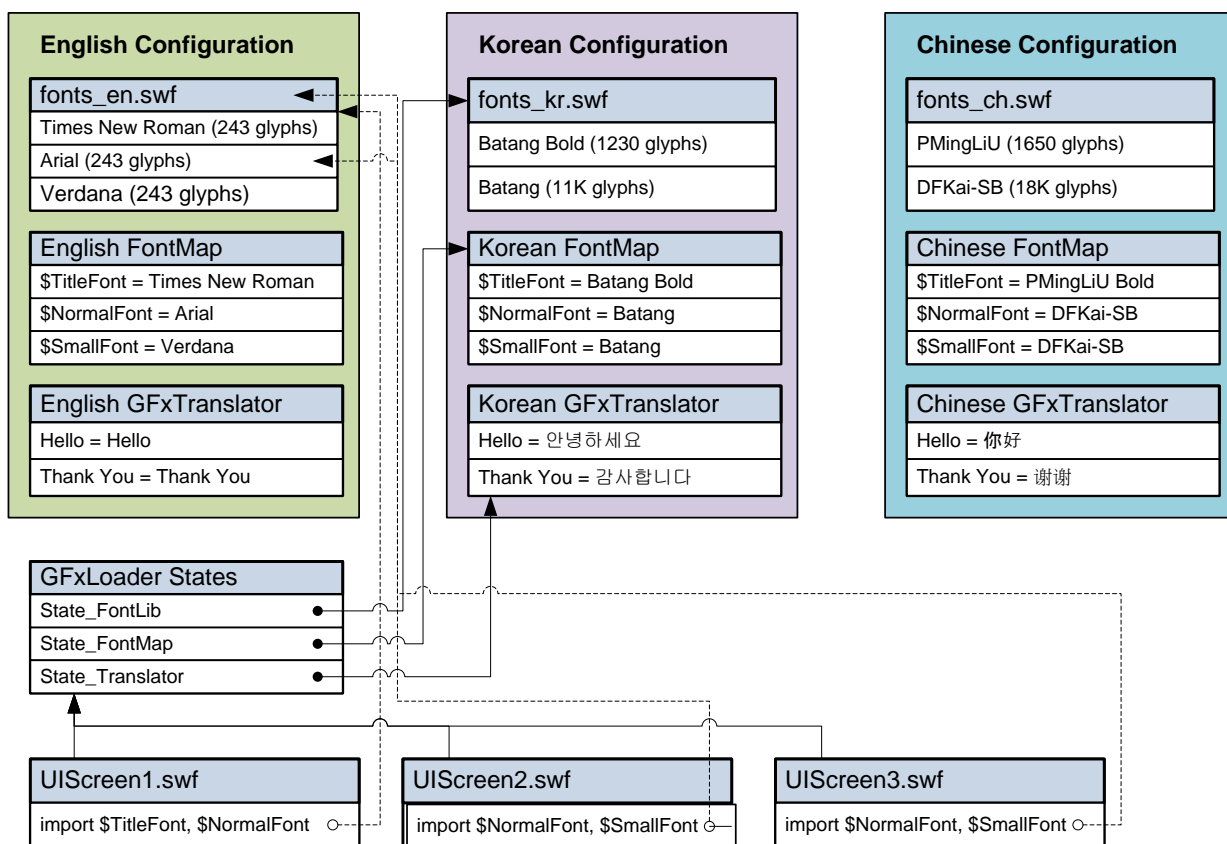 English Configuration
fonts_en.swf
Times New Roman (243 glyphs)
Arial (243 glyphs)
Verdana (243 glyphs)
English FontMap
$TitleFont = Times New Roman
$NormalFont = Arial
$SmallFont = Verdana
English GFxTranslator
Hello = Hello
Thank You = Thank You
Korean Configuration
fonts_kr.swf
Batang Bold (1230 glyphs)
Batang (11K glyphs)
Korean FontMap
$TitleFont = Batang Bold
$NormalFont = Batang
$SmallFont = Batang
Korean GFxTranslator
Hello = 안녕하세요
Thank You = 감사합니다
Chinese Configuration
fonts_ch.swf
PMingLiU (1650 glyphs)
DFKai-SB (18K glyphs)
Chinese FontMap
$TitleFont = PMingLiU Bold
$NormalFont = DFKai-SB
$SmallFont = DFKai-SB
Chinese GFxTranslator
Hello = 你好
Thank You = 谢谢
GFxLoader States
State_FontLib
State_FontMap
State_Translator
UIScreen1.swf
import $TitleFont, $NormalFont
UIScreen2.swf
import $NormalFont, $SmallFont
UIScreen3.swf
import $NormalFont, $SmallFont